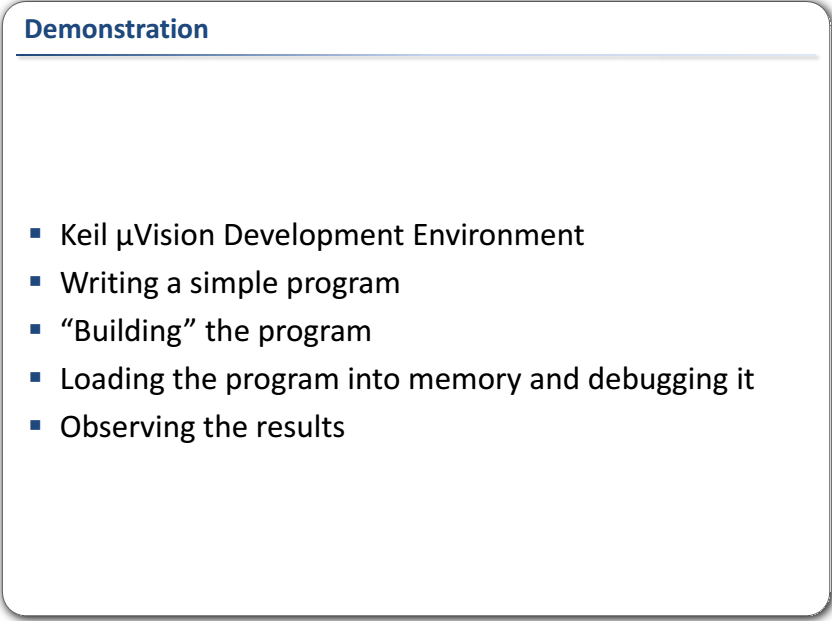 Demonstration
▪ Keil µVision Development Environment
▪ Writing a simple program
▪ “Building” the program
▪ Loading the program into memory and debugging it
▪ Observing the results